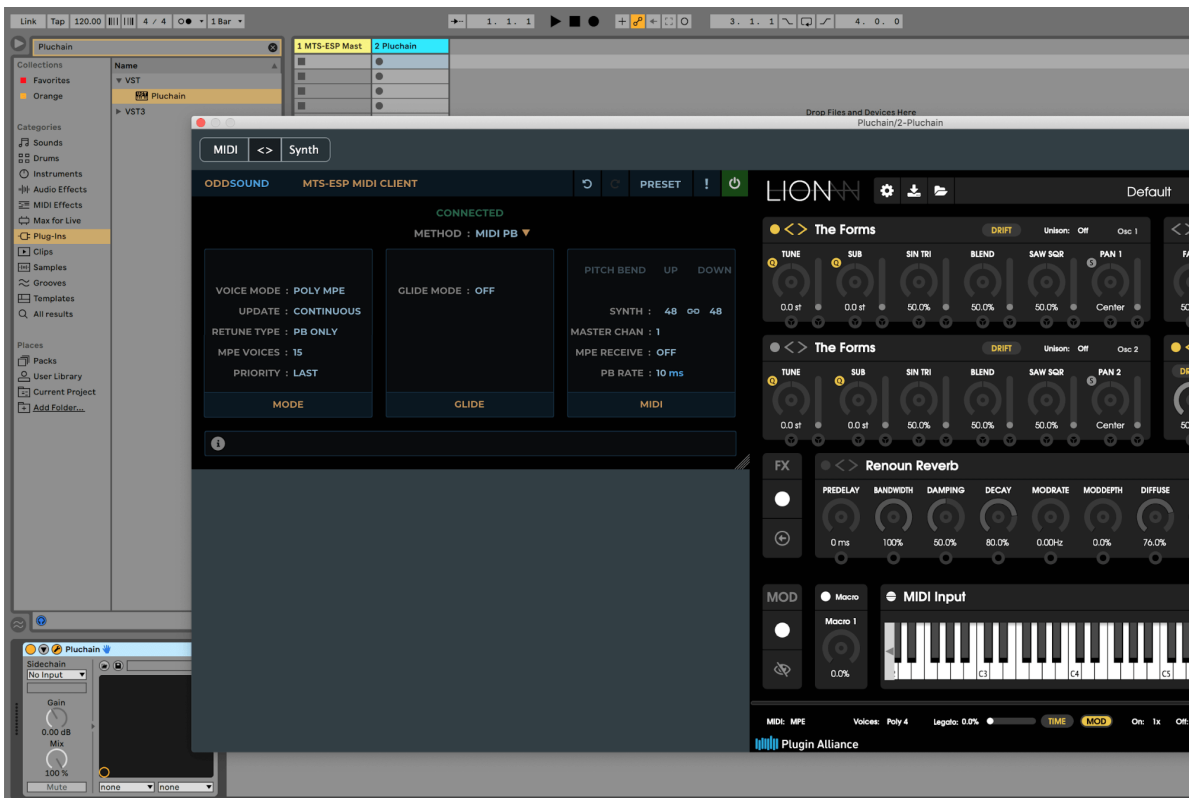 Link Tap 120.00 4 / 4 1 Bar 1. 1. 1 3. 1. 1 4. 0. 0
Pluchain
Collections
Favorites
Orange
Categories
Sounds
Drums
Instruments
Audio Effects
MIDI Effects
Max for Live
Plug-Ins
Clips
Samples
Grooves
Templates
All results
Places
Packs
User Library
Current Project
Add Folder...
Name
VST
Pluchain
VST3
1 MTS-ESP Mast 2 Pluchain
Drop Files and Devices Here
Pluchain/2-Pluchain
MIDI <> Synth
ODDSOUND MTS-ESP MIDI CLIENT PRESET !
CONNECTED
METHOD : MIDI PB
VOICE MODE : POLY MPE
UPDATE : CONTINUOUS
RETUNE TYPE : PB ONLY
MPE VOICES : 15
PRIORITY : LAST
MODE
GLIDE MODE : OFF
GLIDE
PITCH BEND UP DOWN
SYNTH : 48 48
MASTER CHAN : 1
MPE RECEIVE : OFF
PB RATE : 10 ms
MIDI
LION Default
The Forms DRIFT Unison: Off Osc 1
TUNE SUB SIN TRI BLEND SAW SQR PAN 1
Q Q S
0.0 st 0.0 st 50.0% 50.0% 50.0% Center
The Forms DRIFT Unison: Off Osc 2
TUNE SUB SIN TRI BLEND SAW SQR PAN 2
Q Q S
0.0 st 0.0 st 50.0% 50.0% 50.0% Center
FX Renoun Reverb
PREDELAY BANDWIDTH DAMPING DECAY MODRATE MODDEPTH DIFFUSE
0 ms 100% 50.0% 80.0% 0.00Hz 0.0% 76.0%
MOD Macro MIDI Input
Macro 1
0.0%
C3 C4 C5
MIDI: MPE Voices: Poly 4 Legato: 0.0% TIME MOD On: 1x Off:
Plugin Alliance
Pluchain
Sidechain
No Input
Gain
0.00 dB
Mix
100 %
Mute none none